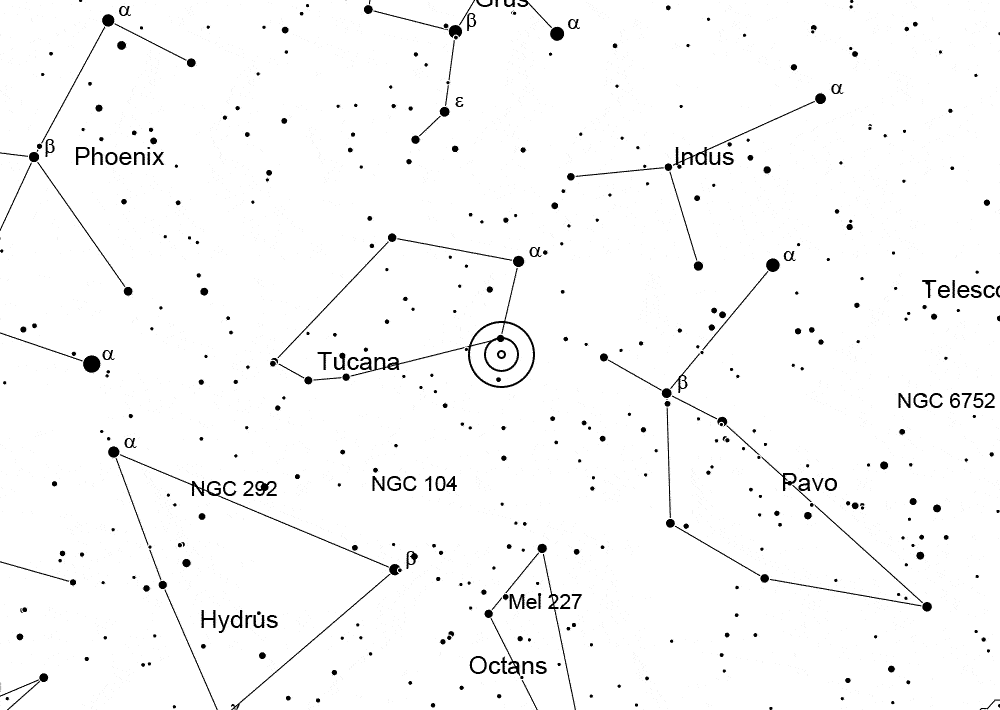 Grus
α
β
α
ε
α
β
Phoenix
Indus
α
α
Telesco
α
Tucana
β
NGC 6752
α
NGC 292
NGC 104
Pavo
β
Mel 227
Hydrus
Octans